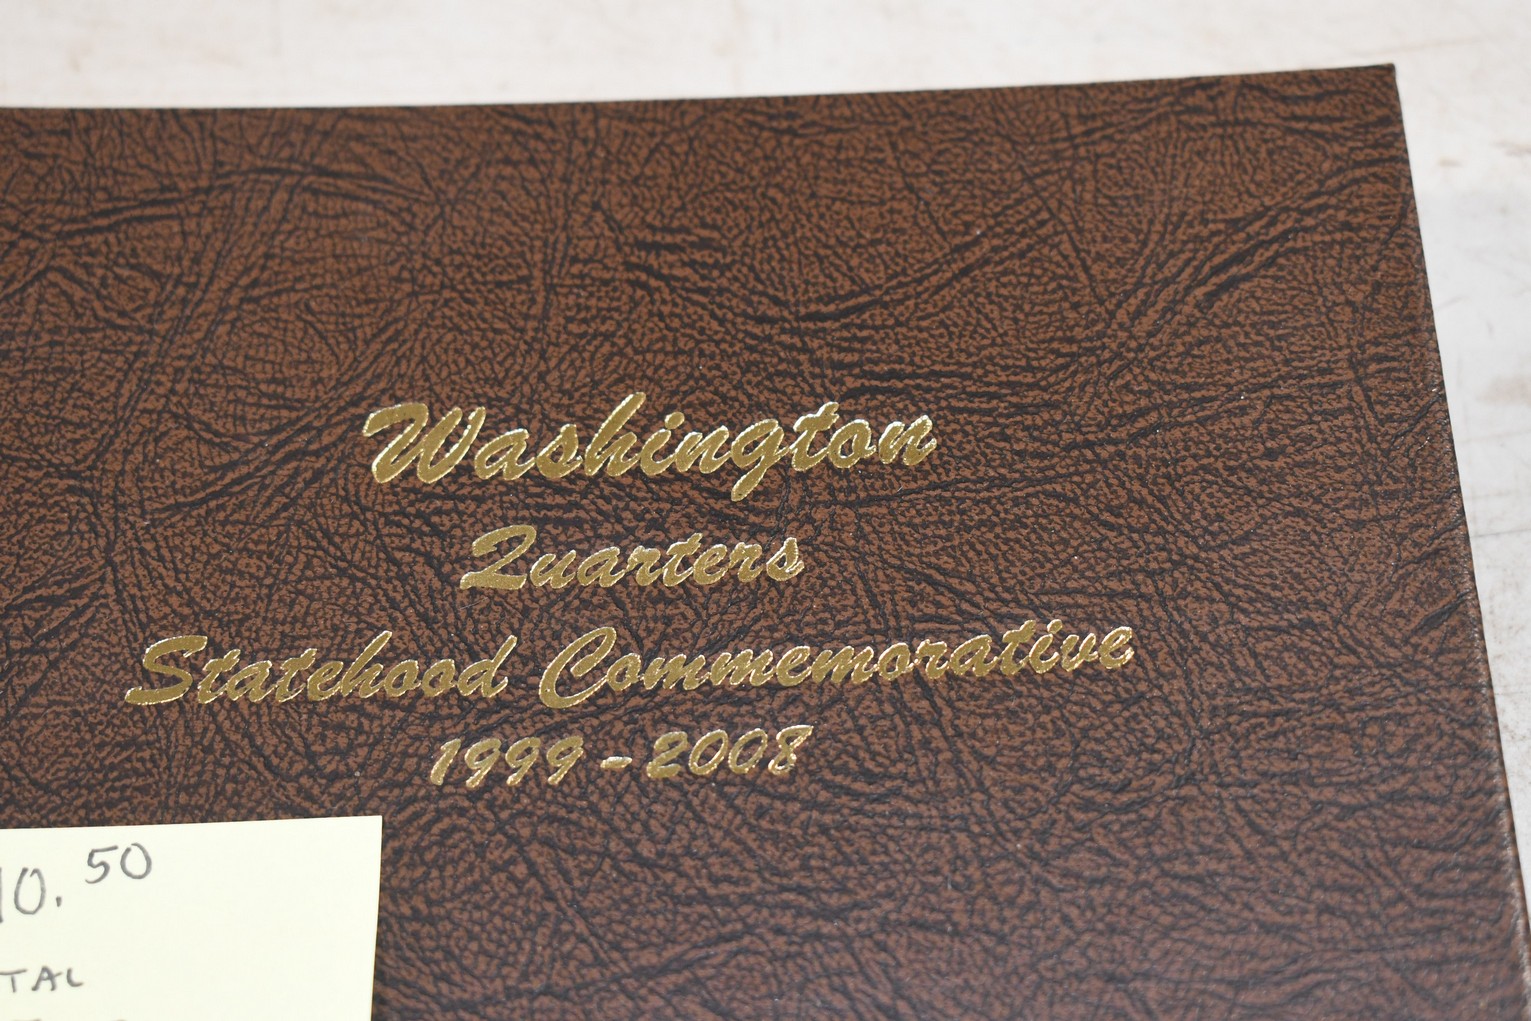 Washington
Quarters
Statehood Commemorative
1999-2008
10.50
TAL